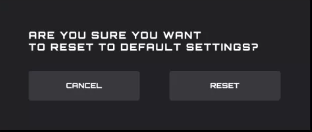 ARE YOU SURE YOU WANT
TO RESET TO DEFAULT SETTINGS?
CANCEL RESET